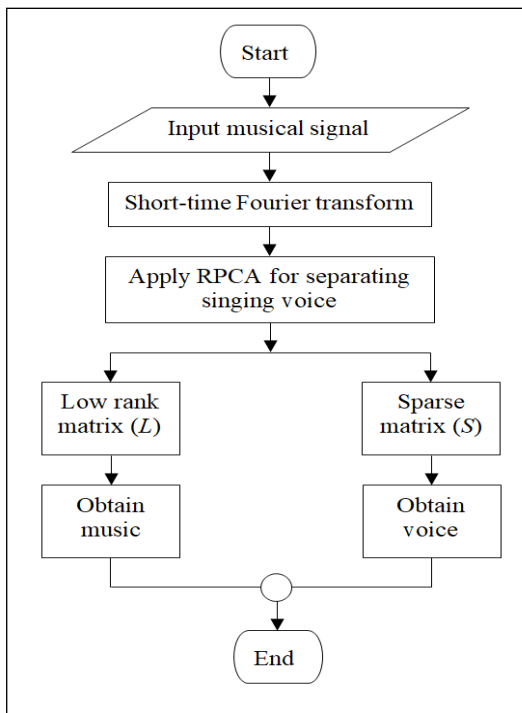 Start
Input musical signal
Short-time Fourier transform
Apply RPCA for separating
singing voice
Low rank
matrix (L)
Sparse
matrix (S)
Obtain
music
Obtain
voice
End